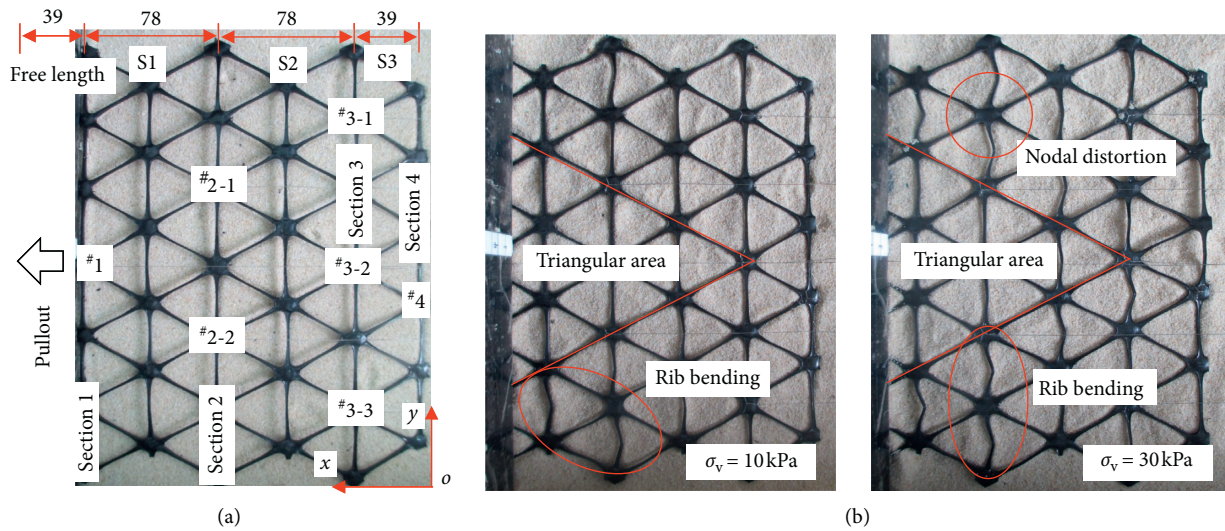 39
78
78
39
Free length
S1
S2
S3
#3-1
#2-1
Section 3
Section 4
#1
#3-2
#4
Pullout
#2-2
Section 1
Section 2
#3-3
y
x
o
(a)
Nodal distortion
Triangular area
Triangular area
Rib bending
Rib bending
σv = 10 kPa
σv = 30 kPa
(b)